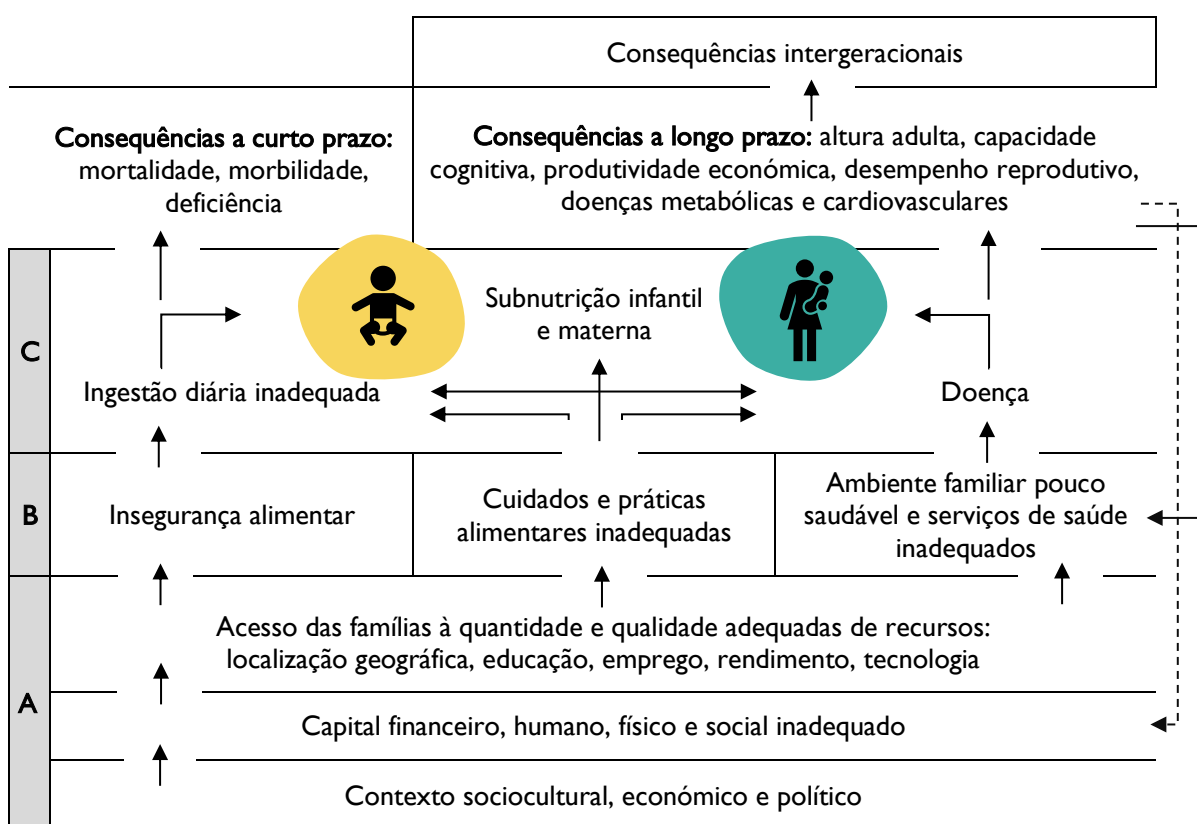 Consequências intergeracionais
Consequências a curto prazo:
mortalidade, morbilidade,
deficiência
Consequências a longo prazo: altura adulta, capacidade
cognitiva, produtividade económica, desempenho reprodutivo,
doenças metabólicas e cardiovasculares
C
Subnutrição infantil
e materna
Ingestão diária inadequada
Doença
B
Insegurança alimentar
Cuidados e práticas
alimentares inadequadas
Ambiente familiar pouco
saudável e serviços de saúde
inadequados
A
Acesso das famílias à quantidade e qualidade adequadas de recursos:
localização geográfica, educação, emprego, rendimento, tecnologia
Capital financeiro, humano, físico e social inadequado
Contexto sociocultural, económico e político